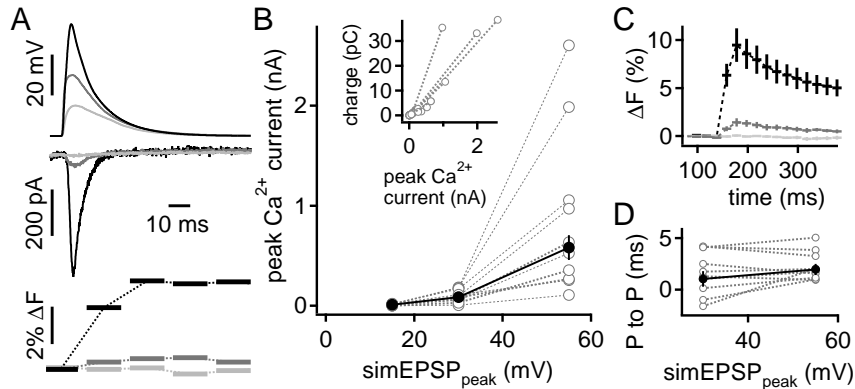 A
20 mV
200 pA
10 ms
2% ΔF
B
peak Ca²⁺ current (nA)
2
1
0
0 20 40 60
simEPSPpeak (mV)
charge (pC)
30
20
10
0
0 2
peak Ca²⁺
current (nA)
C
ΔF (%)
10
5
0
100 300
time (ms)
D
P to P (ms)
5
0
40 60
simEPSPpeak (mV)